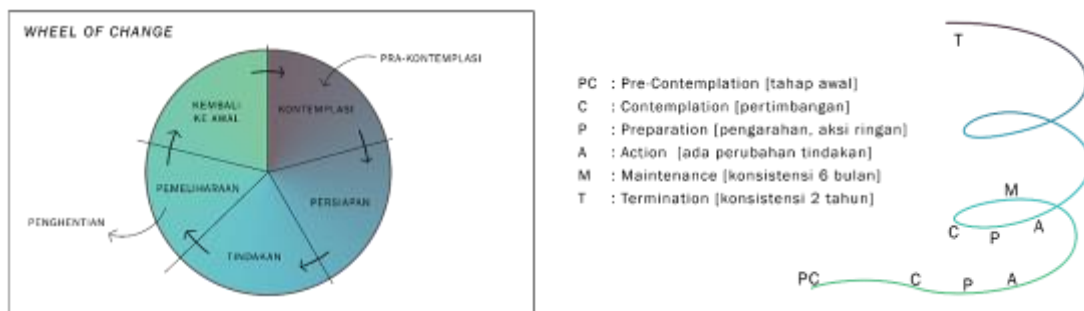 WHEEL OF CHANGE
PRA-KONTEMPLASI
KEMBALI
KE AWAL
KONTEMPLASI
PEMELIHARAAN
PERSIAPAN
PENGHENTIAN
TINDAKAN
PC : Pre-Contemplation [tahap awal]
C : Contemplation [pertimbangan]
P : Preparation [pengarahan, aksi ringan]
A : Action [ada perubahan tindakan]
M : Maintenance [konsistensi 6 bulan]
T : Termination [konsistensi 2 tahun]
T
M
C P A
PC C P A